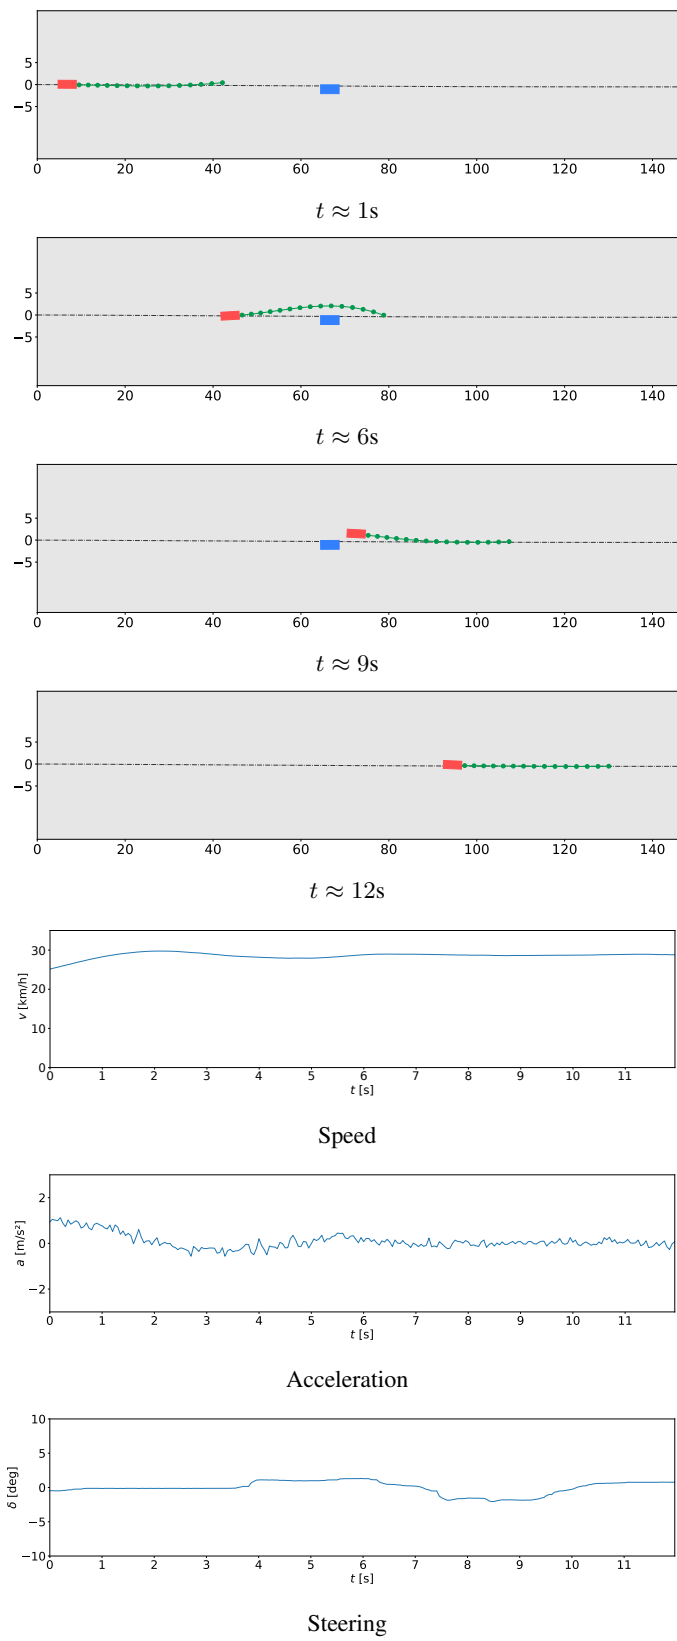 5
0
−5
0 20 40 60 80 100 120 140
t ≈ 1s
5
0
−5
0 20 40 60 80 100 120 140
t ≈ 6s
5
0
−5
0 20 40 60 80 100 120 140
t ≈ 9s
5
0
−5
0 20 40 60 80 100 120 140
t ≈ 12s
30
20
10
0
v [km/h]
0 1 2 3 4 5 6 7 8 9 10 11
t [s]
Speed
2
0
−2
a [m/s²]
0 1 2 3 4 5 6 7 8 9 10 11
t [s]
Acceleration
10
5
0
−5
−10
δ [deg]
0 1 2 3 4 5 6 7 8 9 10 11
t [s]
Steering